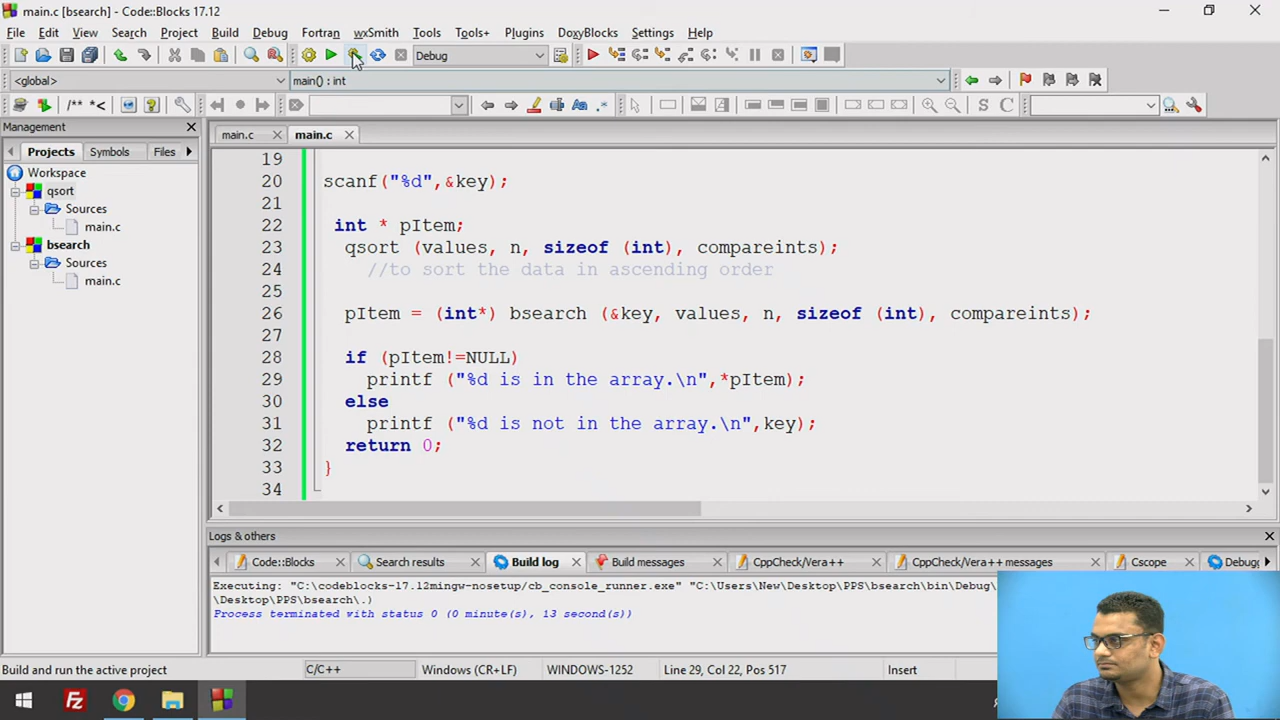 main.c [bsearch] - Code::Blocks 17.12
File Edit View Search Project Build Debug Fortran wxSmith Tools Tools+ Plugins DoxyBlocks Settings Help
Debug
<global>
main() : int
/** *<
Aa .*
S C
Management
Projects Symbols Files
main.c main.c
Workspace
qsort
Sources
main.c
bsearch
Sources
main.c
19
20 scanf("%d",&key);
21
22 int * pItem;
23 qsort (values, n, sizeof (int), compareints);
24 //to sort the data in ascending order
25
26 pItem = (int*) bsearch (&key, values, n, sizeof (int), compareints);
27
28 if (pItem!=NULL)
29 printf ("%d is in the array.\n",*pItem);
30 else
31 printf ("%d is not in the array.\n",key);
32 return 0;
33 }
34
Logs & others
Code::Blocks Search results Build log Build messages CppCheck/Vera++ CppCheck/Vera++ messages Cscope Debugg
Executing: "C:\codeblocks-17.12mingw-nosetup/cb_console_runner.exe" "C:\Users\New\Desktop\PPS\bsearch\bin\Debug\
\Desktop\PPS\bsearch\.)
Process terminated with status 0 (0 minute(s), 13 second(s))
Build and run the active project C/C++ Windows (CR+LF) WINDOWS-1252 Line 29, Col 22, Pos 517 Insert
Fz